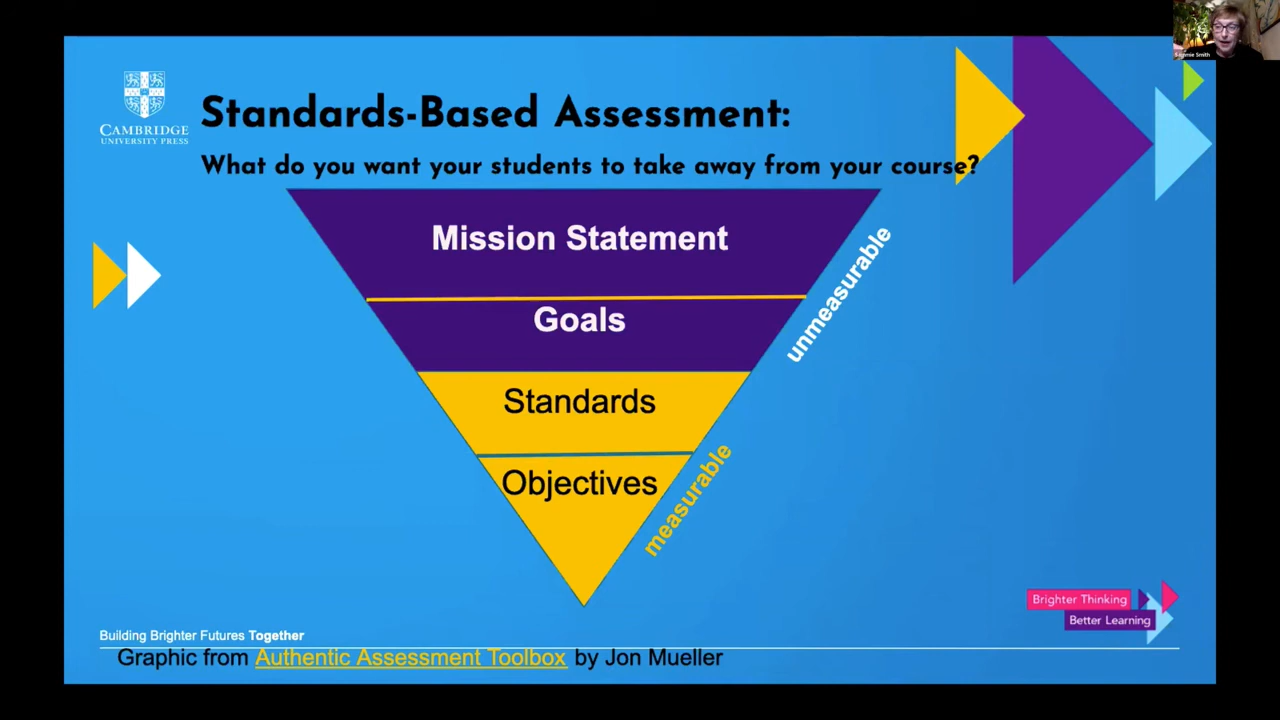 CAMBRIDGE
UNIVERSITY PRESS
Standards-Based Assessment:
What do you want your students to take away from your course?
Mission Statement
Goals
unmeasurable
Standards
Objectives
measurable
Brighter Thinking
Better Learning
Building Brighter Futures Together
Graphic from Authentic Assessment Toolbox by Jon Mueller
Smith